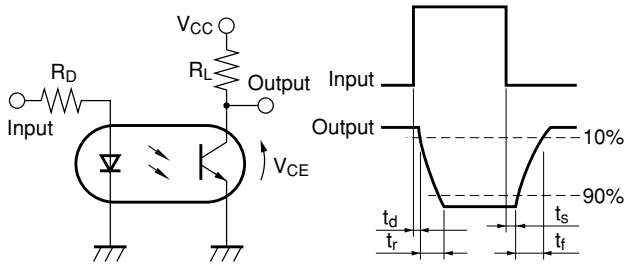 VCC
RD
RL
Output
Input
VCE
Input
Output
10%
90%
td
ts
tr
tf